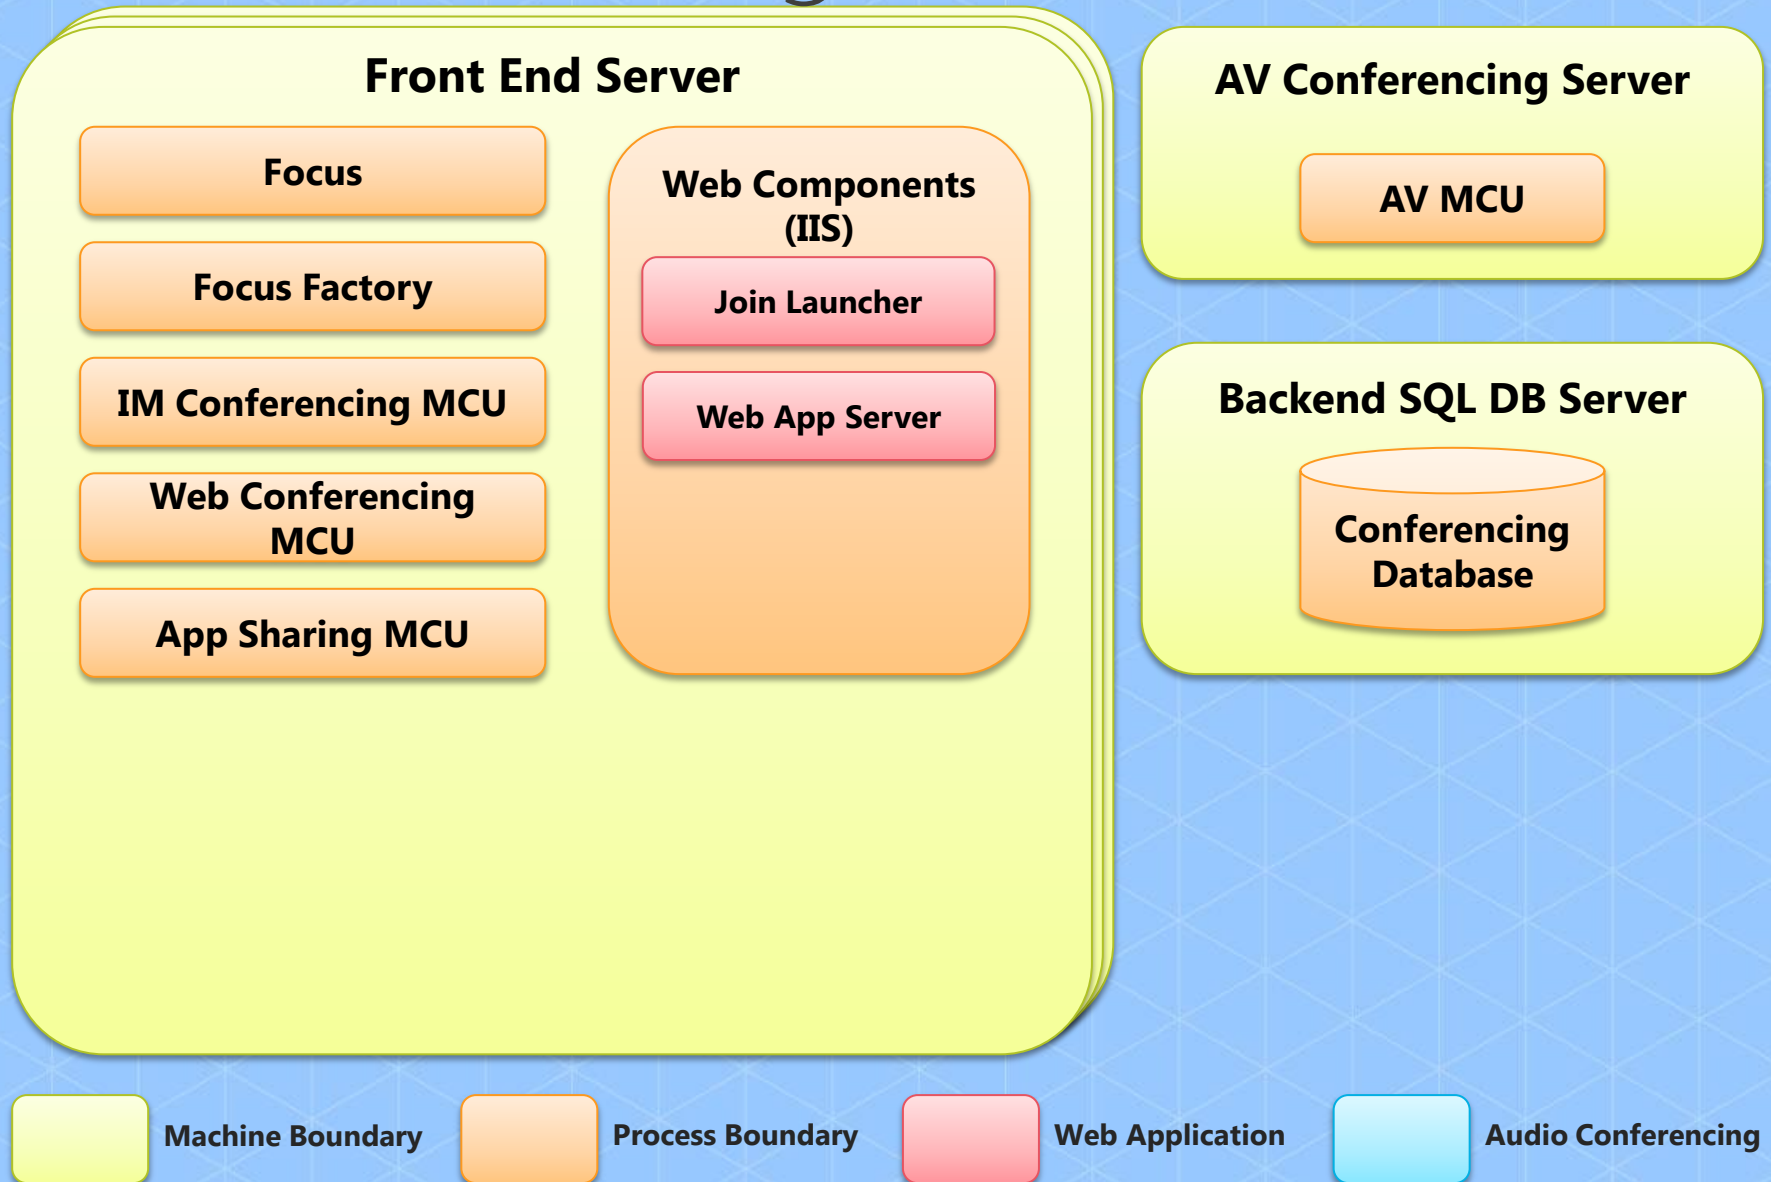 Front End Server
Focus
Focus Factory
IM Conferencing MCU
Web Conferencing
MCU
App Sharing MCU
Web Components
(IIS)
Join Launcher
Web App Server
AV Conferencing Server
AV MCU
Backend SQL DB Server
Conferencing
Database
Machine Boundary
Process Boundary
Web Application
Audio Conferencing